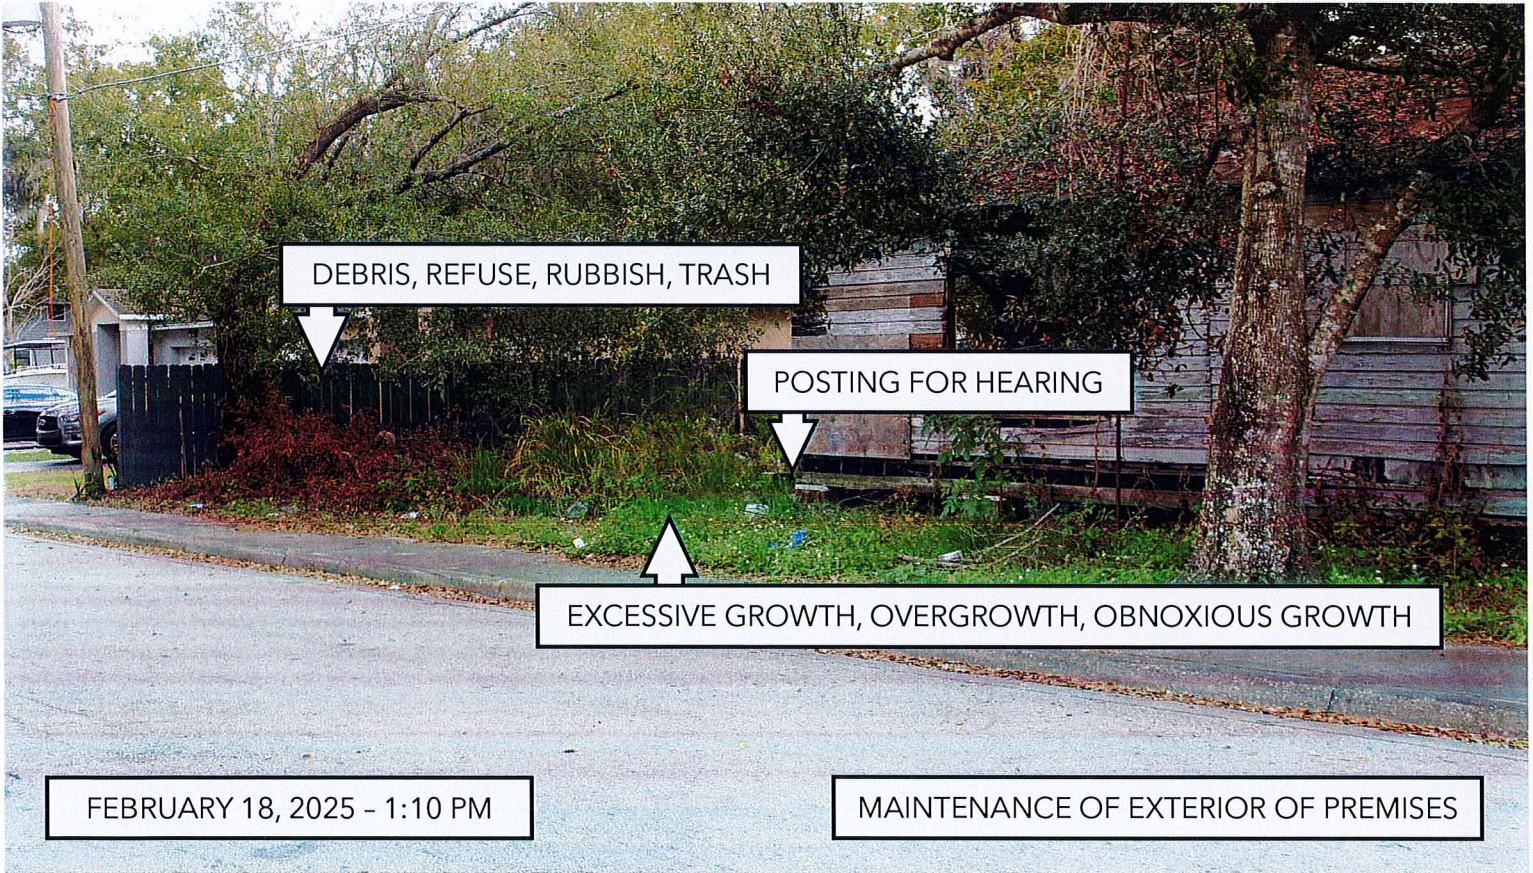 DEBRIS, REFUSE, RUBBISH, TRASH
POSTING FOR HEARING
EXCESSIVE GROWTH, OVERGROWTH, OBNOXIOUS GROWTH
FEBRUARY 18, 2025 – 1:10 PM
MAINTENANCE OF EXTERIOR OF PREMISES